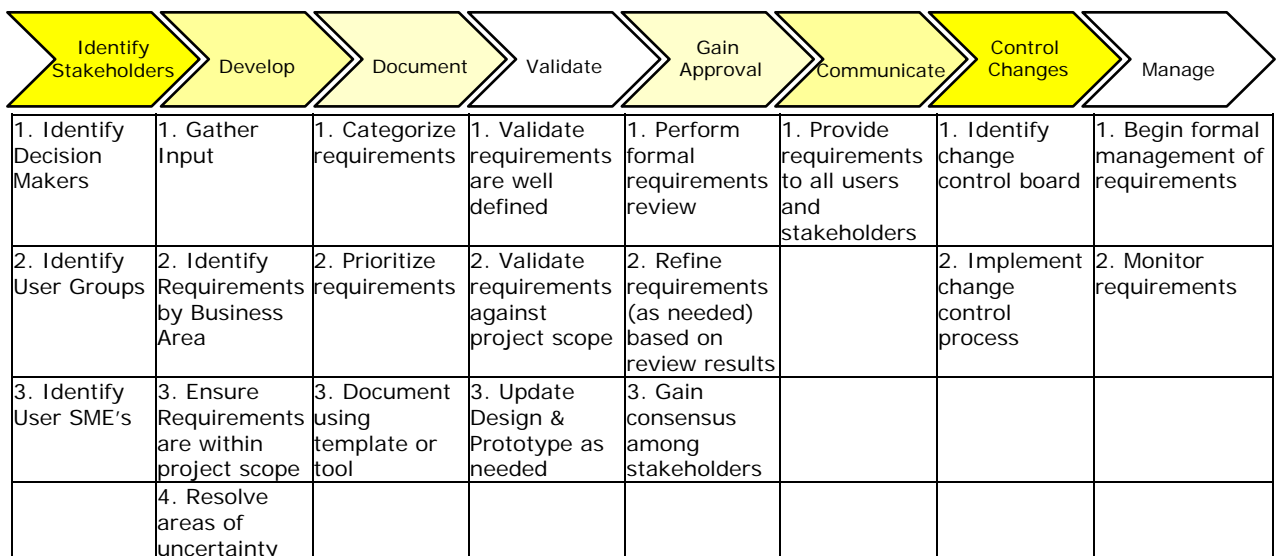 Identify
Stakeholders
Develop
Document
Validate
Gain
Approval
Communicate
Control
Changes
Manage
1. Identify
Decision
Makers
1. Gather
Input
1. Categorize
requirements
1. Validate
requirements
are well
defined
1. Perform
formal
requirements
review
1. Provide
requirements
to all users
and
stakeholders
1. Identify
change
control board
1. Begin formal
management of
requirements
2. Identify
User Groups
2. Identify
Requirements
by Business
Area
2. Prioritize
requirements
2. Validate
requirements
against
project scope
2. Refine
requirements
(as needed)
based on
review results
2. Implement
change
control
process
2. Monitor
requirements
3. Identify
User SME's
3. Ensure
Requirements
are within
project scope
3. Document
using
template or
tool
3. Update
Design &
Prototype as
needed
3. Gain
consensus
among
stakeholders
4. Resolve
areas of
uncertainty